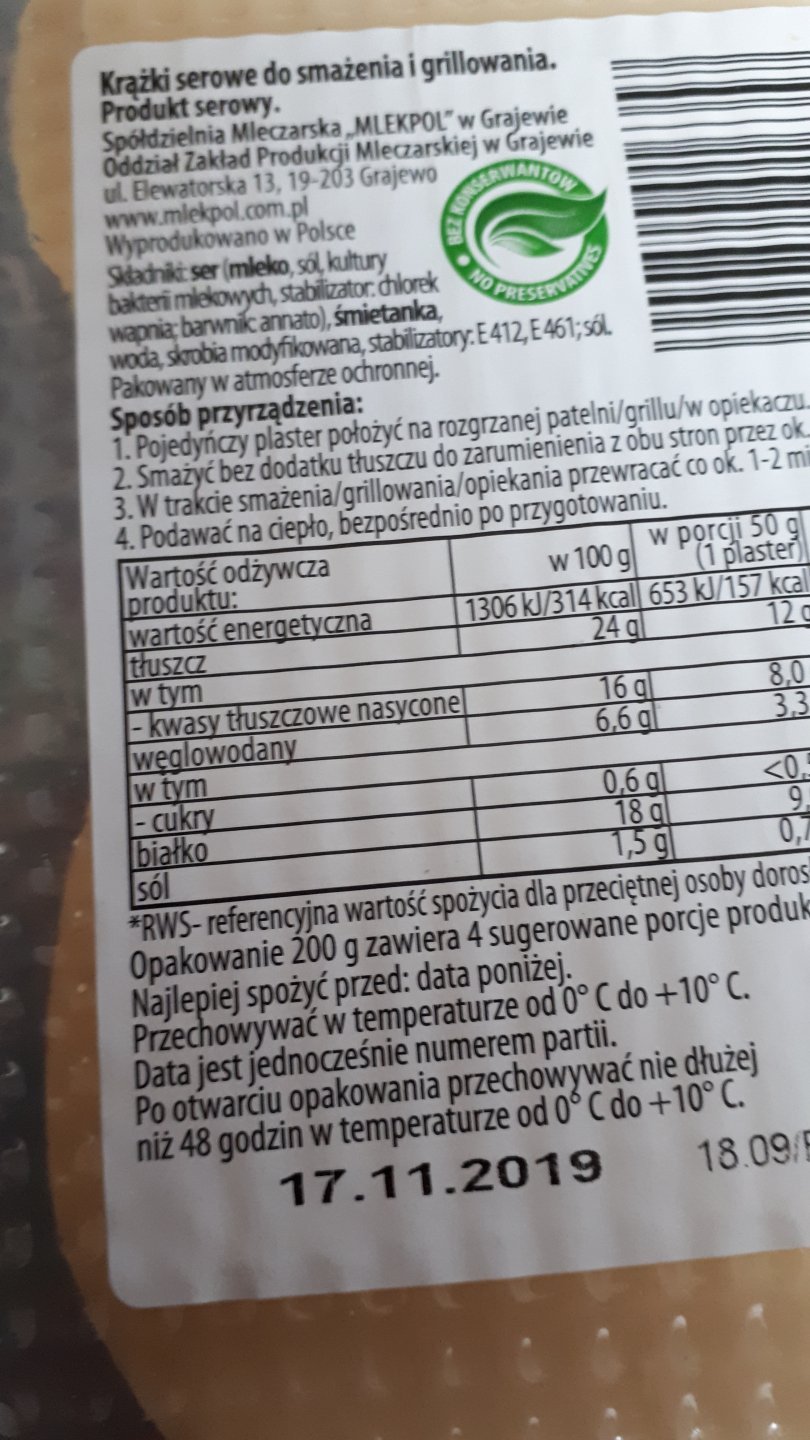 Krążki serowe do smażenia i grillowania.
Produkt serowy.
Spółdzielnia Mleczarska „MLEKPOL” w Grajewie
Oddział Zakład Produkcji Mleczarskiej w Grajewie
ul. Elewatorska 13, 19-203 Grajewo
www.mlekpol.com.pl
Wyprodukowano w Polsce
BEZ KONSERWANTÓW
NO PRESERVATIVES
Składniki: ser (mleko, sól, kultury
bakterii mlekowych, stabilizator: chlorek
wapnia; barwnik: annato), śmietanka,
woda, skrobia modyfikowana, stabilizatory: E 412, E 461; sól.
Pakowany w atmosferze ochronnej.
Sposób przyrządzenia:
1. Pojedyńczy plaster położyć na rozgrzanej patelni/grillu/w opiekaczu.
2. Smażyć bez dodatku tłuszczu do zarumienienia z obu stron przez ok.
3. W trakcie smażenia/grillowania/opiekania przewracać co ok. 1-2 mi
4. Podawać na ciepło, bezpośrednio po przygotowaniu.
Wartość odżywcza produktu: w 100 g w porcji 50 g (1 plaster)
wartość energetyczna 1306 kJ/314 kcal 653 kJ/157 kcal
tłuszcz 24 g 12 g
w tym
- kwasy tłuszczowe nasycone 16 g 8,0
węglowodany 6,6 g 3,3
w tym
- cukry 0,6 g <0,
białko 18 g 9,
sól 1,5 g 0,7
*RWS- referencyjna wartość spożycia dla przeciętnej osoby doros
Opakowanie 200 g zawiera 4 sugerowane porcje produk
Najlepiej spożyć przed: data poniżej.
Przechowywać w temperaturze od 0° C do +10° C.
Data jest jednocześnie numerem partii.
Po otwarciu opakowania przechowywać nie dłużej
niż 48 godzin w temperaturze od 0° C do +10° C.
17.11.2019 18.09/